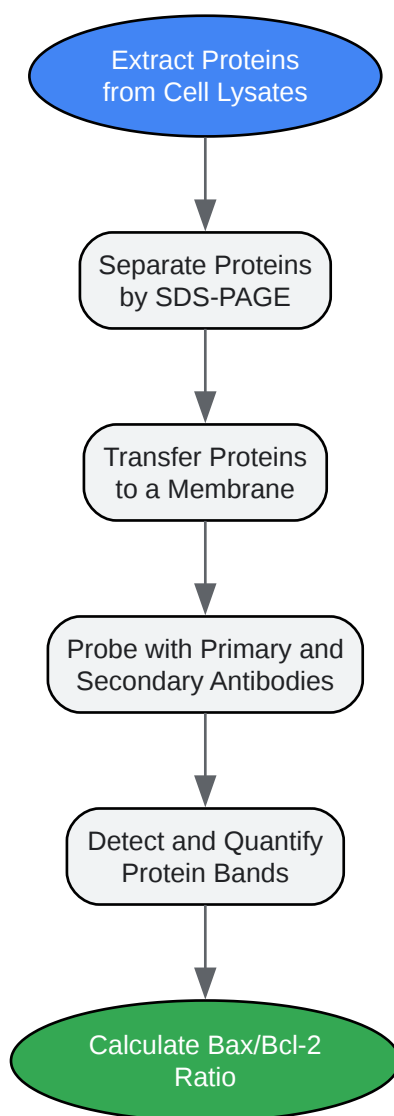 Extract Proteins
from Cell Lysates
Separate Proteins
by SDS-PAGE
Transfer Proteins
to a Membrane
Probe with Primary and
Secondary Antibodies
Detect and Quantify
Protein Bands
Calculate Bax/Bcl-2
Ratio